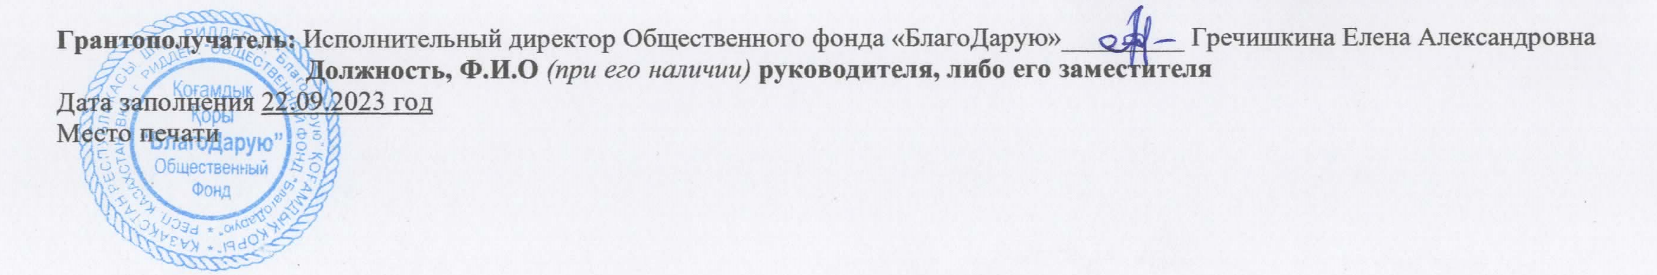 Грантополучатель: Исполнительный директор Общественного фонда «БлагоДарую»_________ Гречишкина Елена Александровна
Должность, Ф.И.О (при его наличии) руководителя, либо его заместителя
Дата заполнения 22.09.2023 год
Место печати
Қоғамдық
Қоры
"БлагоДарую"
Общественный
Фонд